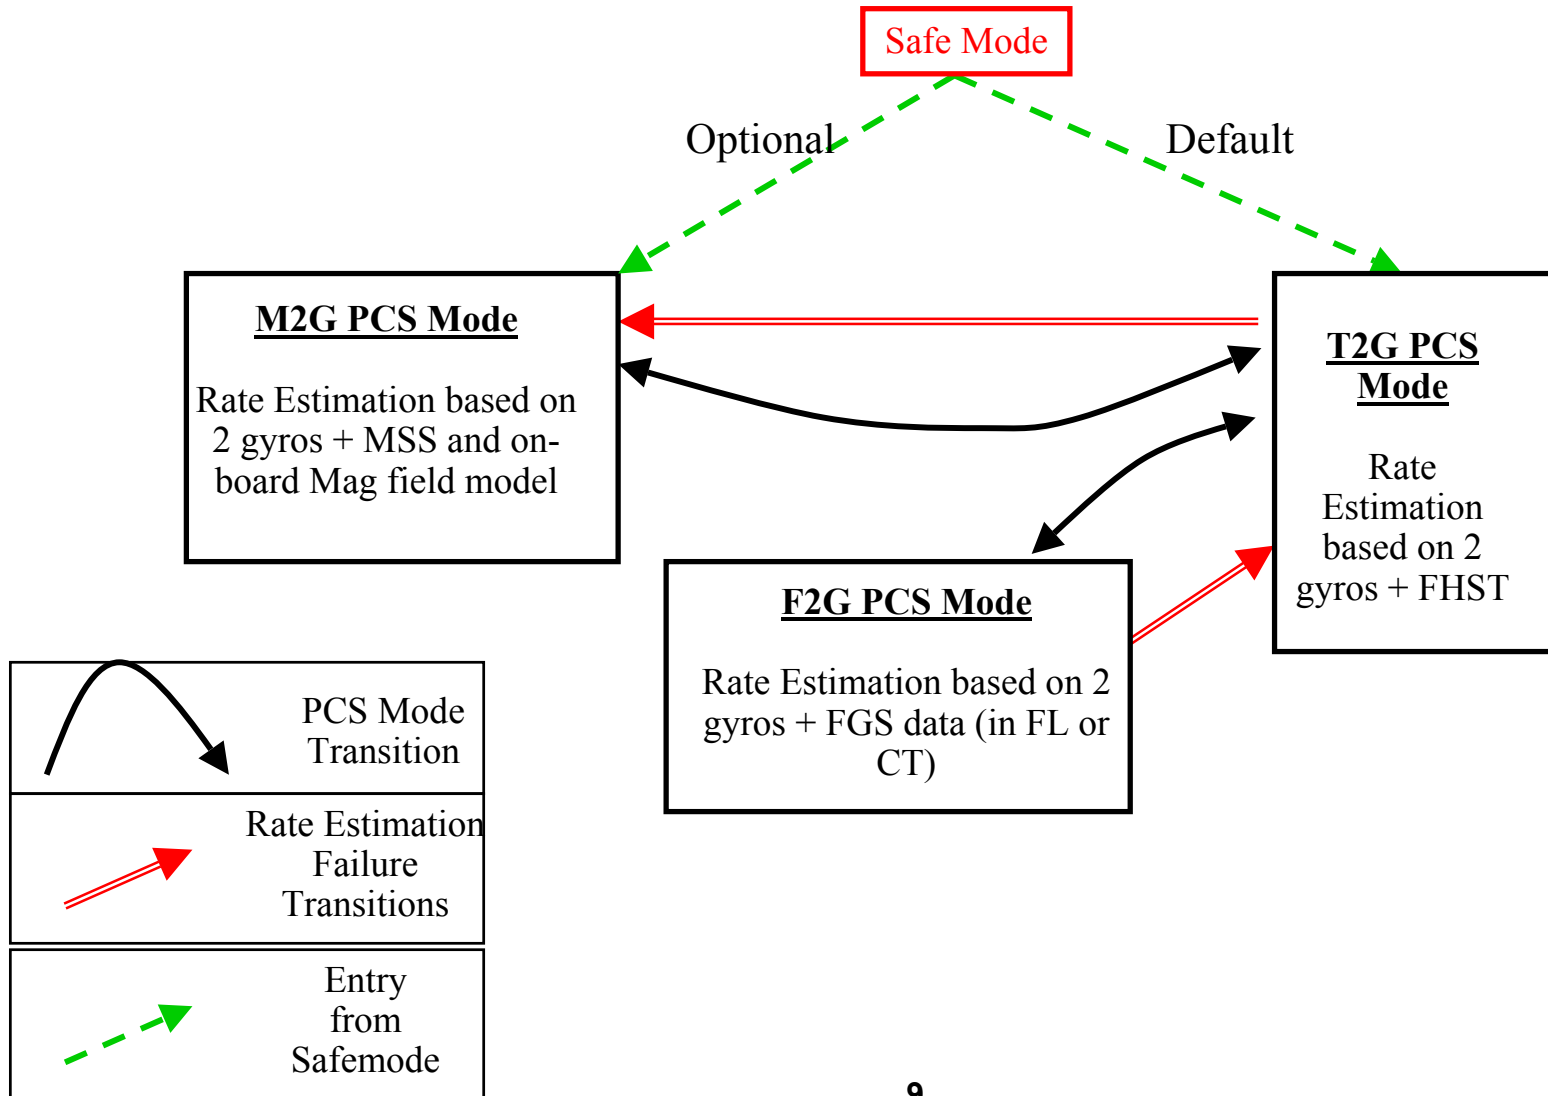 Safe Mode
Optional
Default
M2G PCS Mode
Rate Estimation based on
2 gyros + MSS and on-
board Mag field model
T2G PCS
Mode
Rate
Estimation
based on 2
gyros + FHST
F2G PCS Mode
Rate Estimation based on 2
gyros + FGS data (in FL or
CT)
PCS Mode
Transition
Rate Estimation
Failure
Transitions
Entry
from
Safemode
9